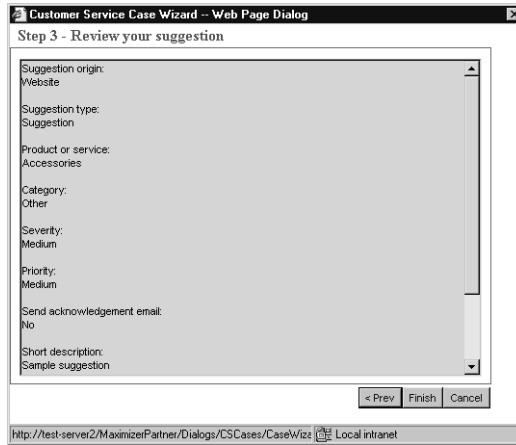 Customer Service Case Wizard -- Web Page Dialog
Step 3 - Review your suggestion
Suggestion origin:
Website
Suggestion type:
Suggestion
Product or service:
Accessories
Category:
Other
Severity:
Medium
Priority:
Medium
Send acknowledgement email:
No
Short description:
Sample suggestion
< Prev Finish Cancel
http://test-server2/MaximizerPartner/Dialogs/CSCases/CaseWiza Local intranet